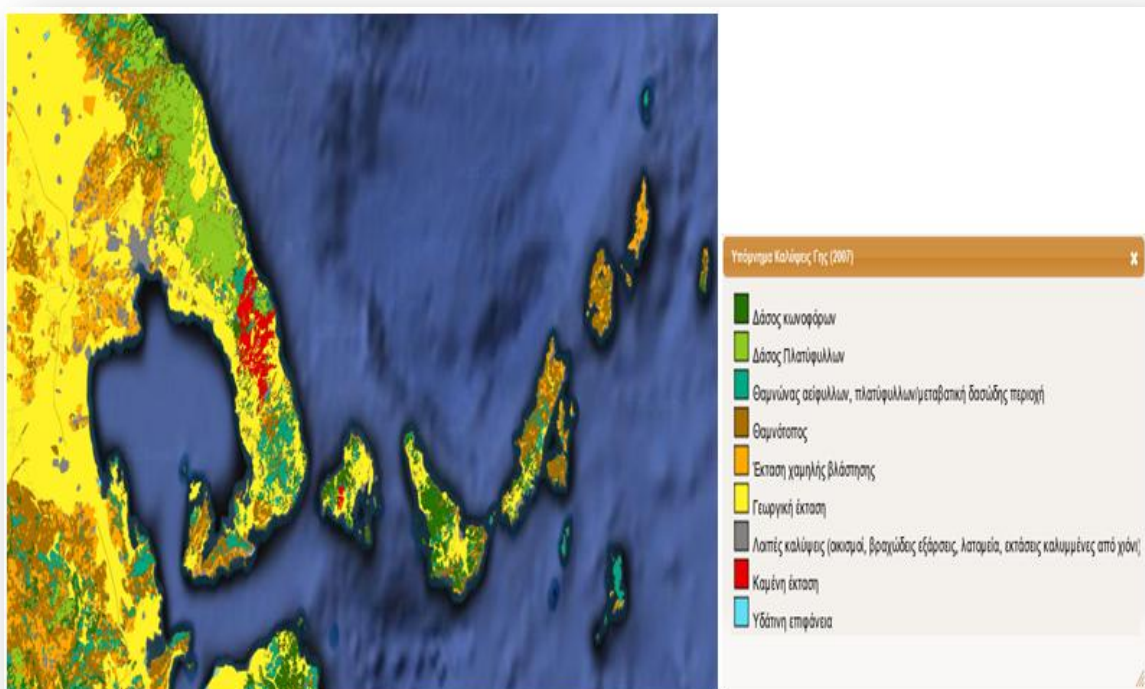 Υπόμνημα Καλύψεις Γης (2007)
Δάσος κωνοφόρων
Δάσος Πλατύφυλλων
Θαμνώνας αείφυλλων, πλατύφυλλων/μεταβατική δασώδης περιοχή
Θαμνότοπος
Έκταση χαμηλής βλάστησης
Γεωργική έκταση
Λοιπές καλύψεις (οικισμοί, βραχώδεις εξάρσεις, λατομεία, εκτάσεις καλυμμένες από χιόνι)
Καμένη έκταση
Υδάτινη επιφάνεια